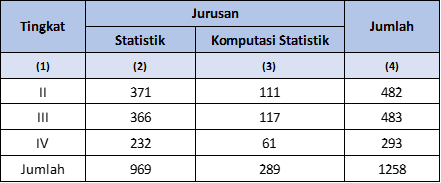 Tingkat Jurusan Jumlah
Statistik Komputasi Statistik
(1) (2) (3) (4)
II 371 111 482
III 366 117 483
IV 232 61 293
Jumlah 969 289 1258